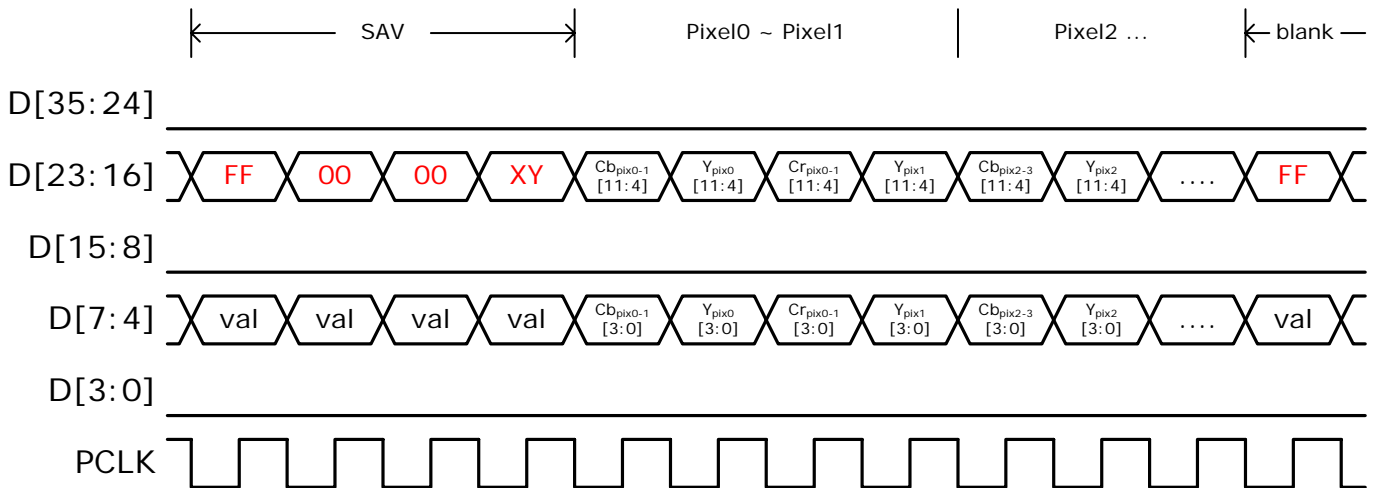 SAV Pixel0 ~ Pixel1 Pixel2 ... blank
D[35:24]
D[23:16] FF 00 00 XY Cbpix0-1 [11:4] Ypix0 [11:4] Crpix0-1 [11:4] Ypix1 [11:4] Cbpix2-3 [11:4] Ypix2 [11:4] .... FF
D[15:8]
D[7:4] val val val val Cbpix0-1 [3:0] Ypix0 [3:0] Crpix0-1 [3:0] Ypix1 [3:0] Cbpix2-3 [3:0] Ypix2 [3:0] .... val
D[3:0]
PCLK